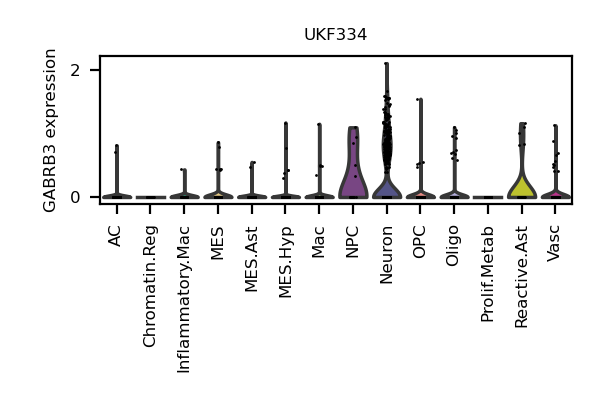 UKF334
GABRB3 expression
2
0
AC
Chromatin.Reg
Inflammatory.Mac
MES
MES.Ast
MES.Hyp
Mac
NPC
Neuron
OPC
Oligo
Prolif.Metab
Reactive.Ast
Vasc